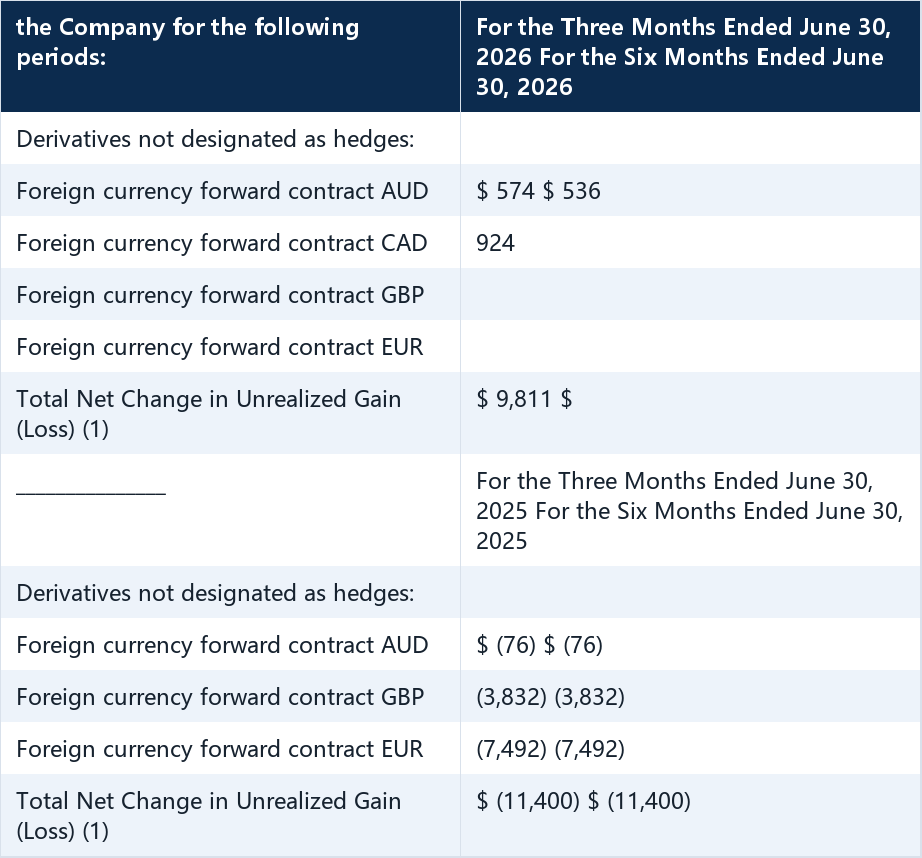 the Company for the following
periods:
For the Three Months Ended June 30,
2026 For the Six Months Ended June
30, 2026
Derivatives not designated as hedges:
Foreign currency forward contract AUD
$ 574 $ 536
Foreign currency forward contract CAD
924
Foreign currency forward contract GBP
Foreign currency forward contract EUR
Total Net Change in Unrealized Gain
(Loss) (1)
$ 9,811 $
_______________
For the Three Months Ended June 30,
2025 For the Six Months Ended June 30,
2025
Derivatives not designated as hedges:
Foreign currency forward contract AUD
$ (76) $ (76)
Foreign currency forward contract GBP
(3,832) (3,832)
Foreign currency forward contract EUR
(7,492) (7,492)
Total Net Change in Unrealized Gain
(Loss) (1)
$ (11,400) $ (11,400)